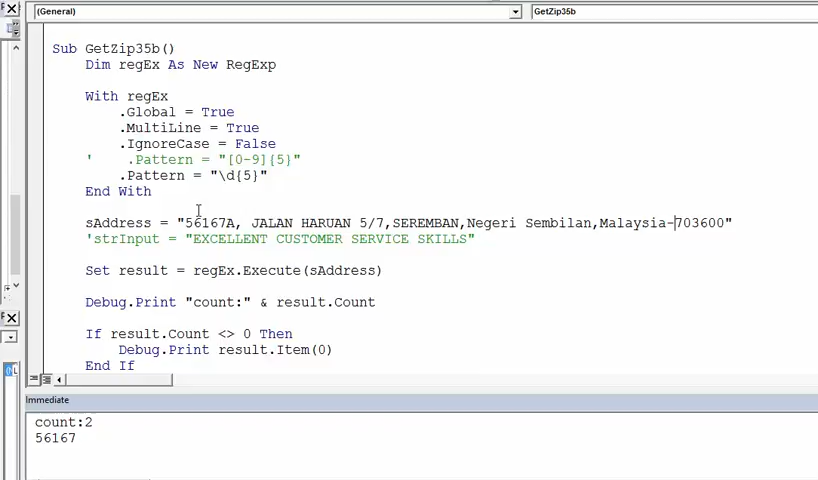 (General) GetZip35b
Sub GetZip35b()
Dim regEx As New RegExp
With regEx
.Global = True
.MultiLine = True
.IgnoreCase = False
' .Pattern = "[0-9]{5}"
.Pattern = "\d{5}"
End With
sAddress = "56167A, JALAN HARUAN 5/7,SEREMBAN,Negeri Sembilan,Malaysia-703600"
'strInput = "EXCELLENT CUSTOMER SERVICE SKILLS"
Set result = regEx.Execute(sAddress)
Debug.Print "count:" & result.Count
If result.Count <> 0 Then
Debug.Print result.Item(0)
End If
Immediate
count:2
56167